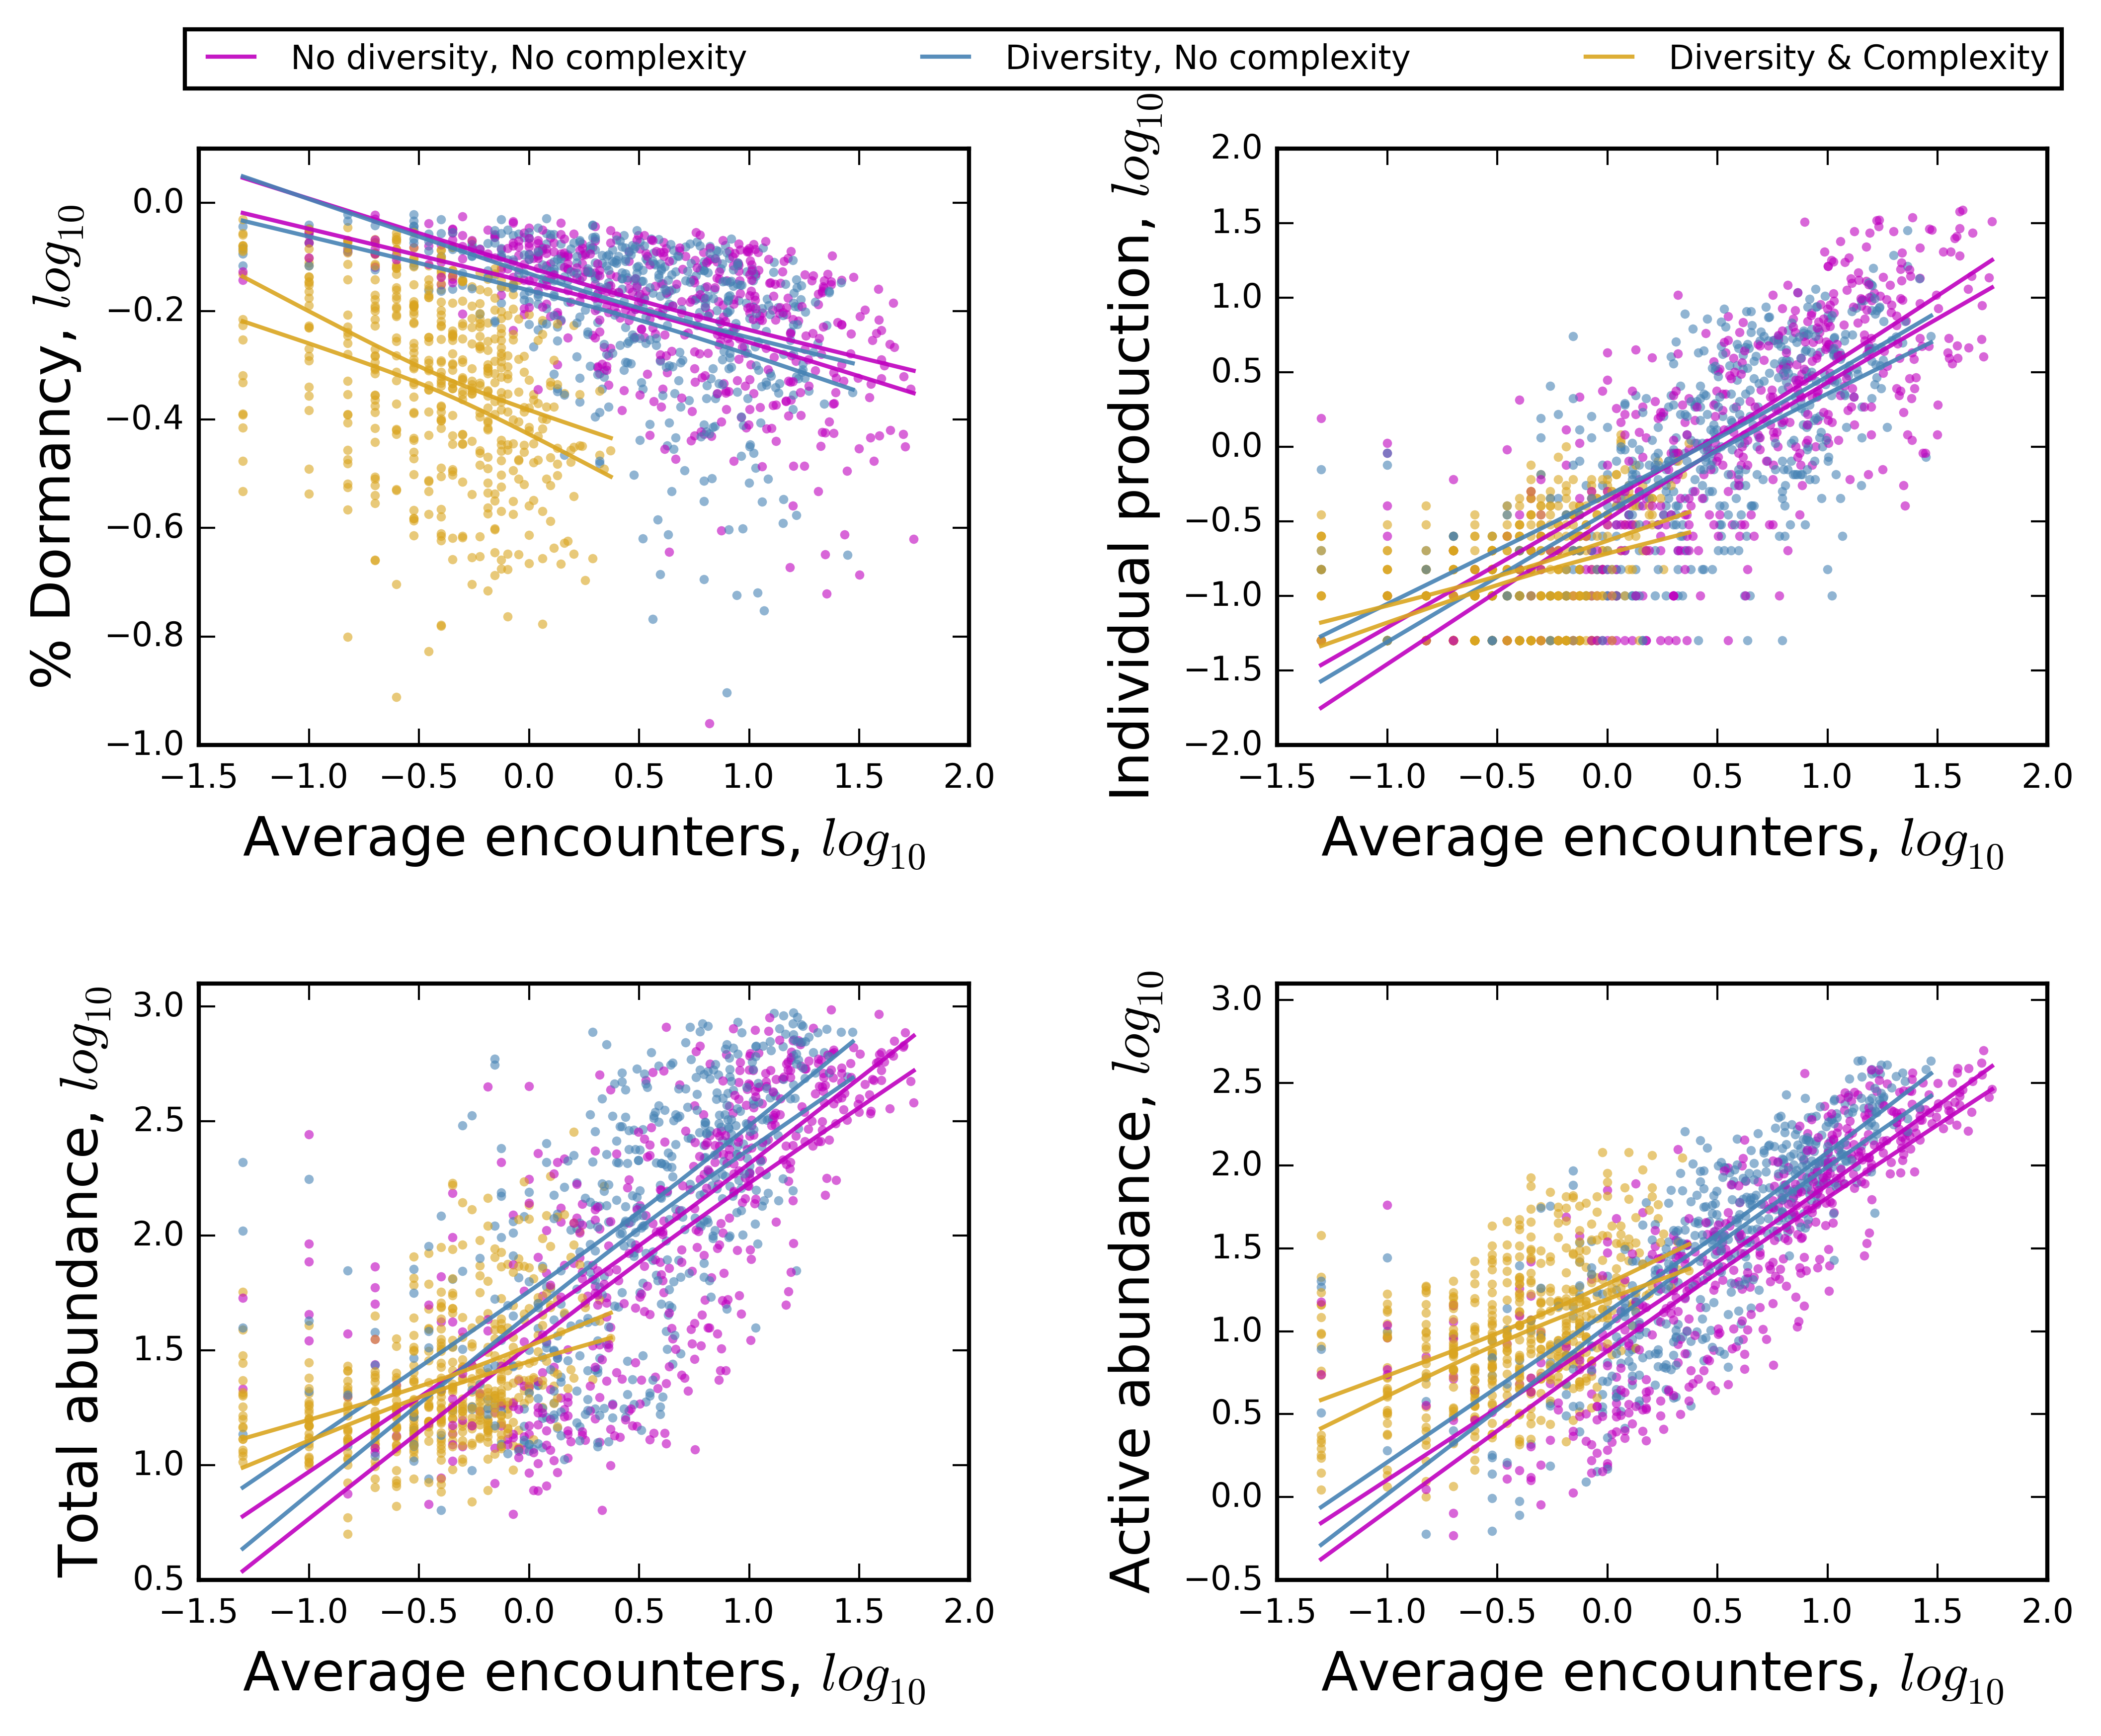 No diversity, No complexity
Diversity, No complexity
Diversity & Complexity
% Dormancy, log10
0.0
−0.2
−0.4
−0.6
−0.8
−1.0
−1.5 −1.0 −0.5 0.0 0.5 1.0 1.5 2.0
Average encounters, log10
Individual production, log10
2.0
1.5
1.0
0.5
0.0
−0.5
−1.0
−1.5
−2.0
−1.5 −1.0 −0.5 0.0 0.5 1.0 1.5 2.0
Average encounters, log10
Total abundance, log10
3.0
2.5
2.0
1.5
1.0
0.5
−1.5 −1.0 −0.5 0.0 0.5 1.0 1.5 2.0
Average encounters, log10
Active abundance, log10
3.0
2.5
2.0
1.5
1.0
0.5
0.0
−0.5
−1.5 −1.0 −0.5 0.0 0.5 1.0 1.5 2.0
Average encounters, log10